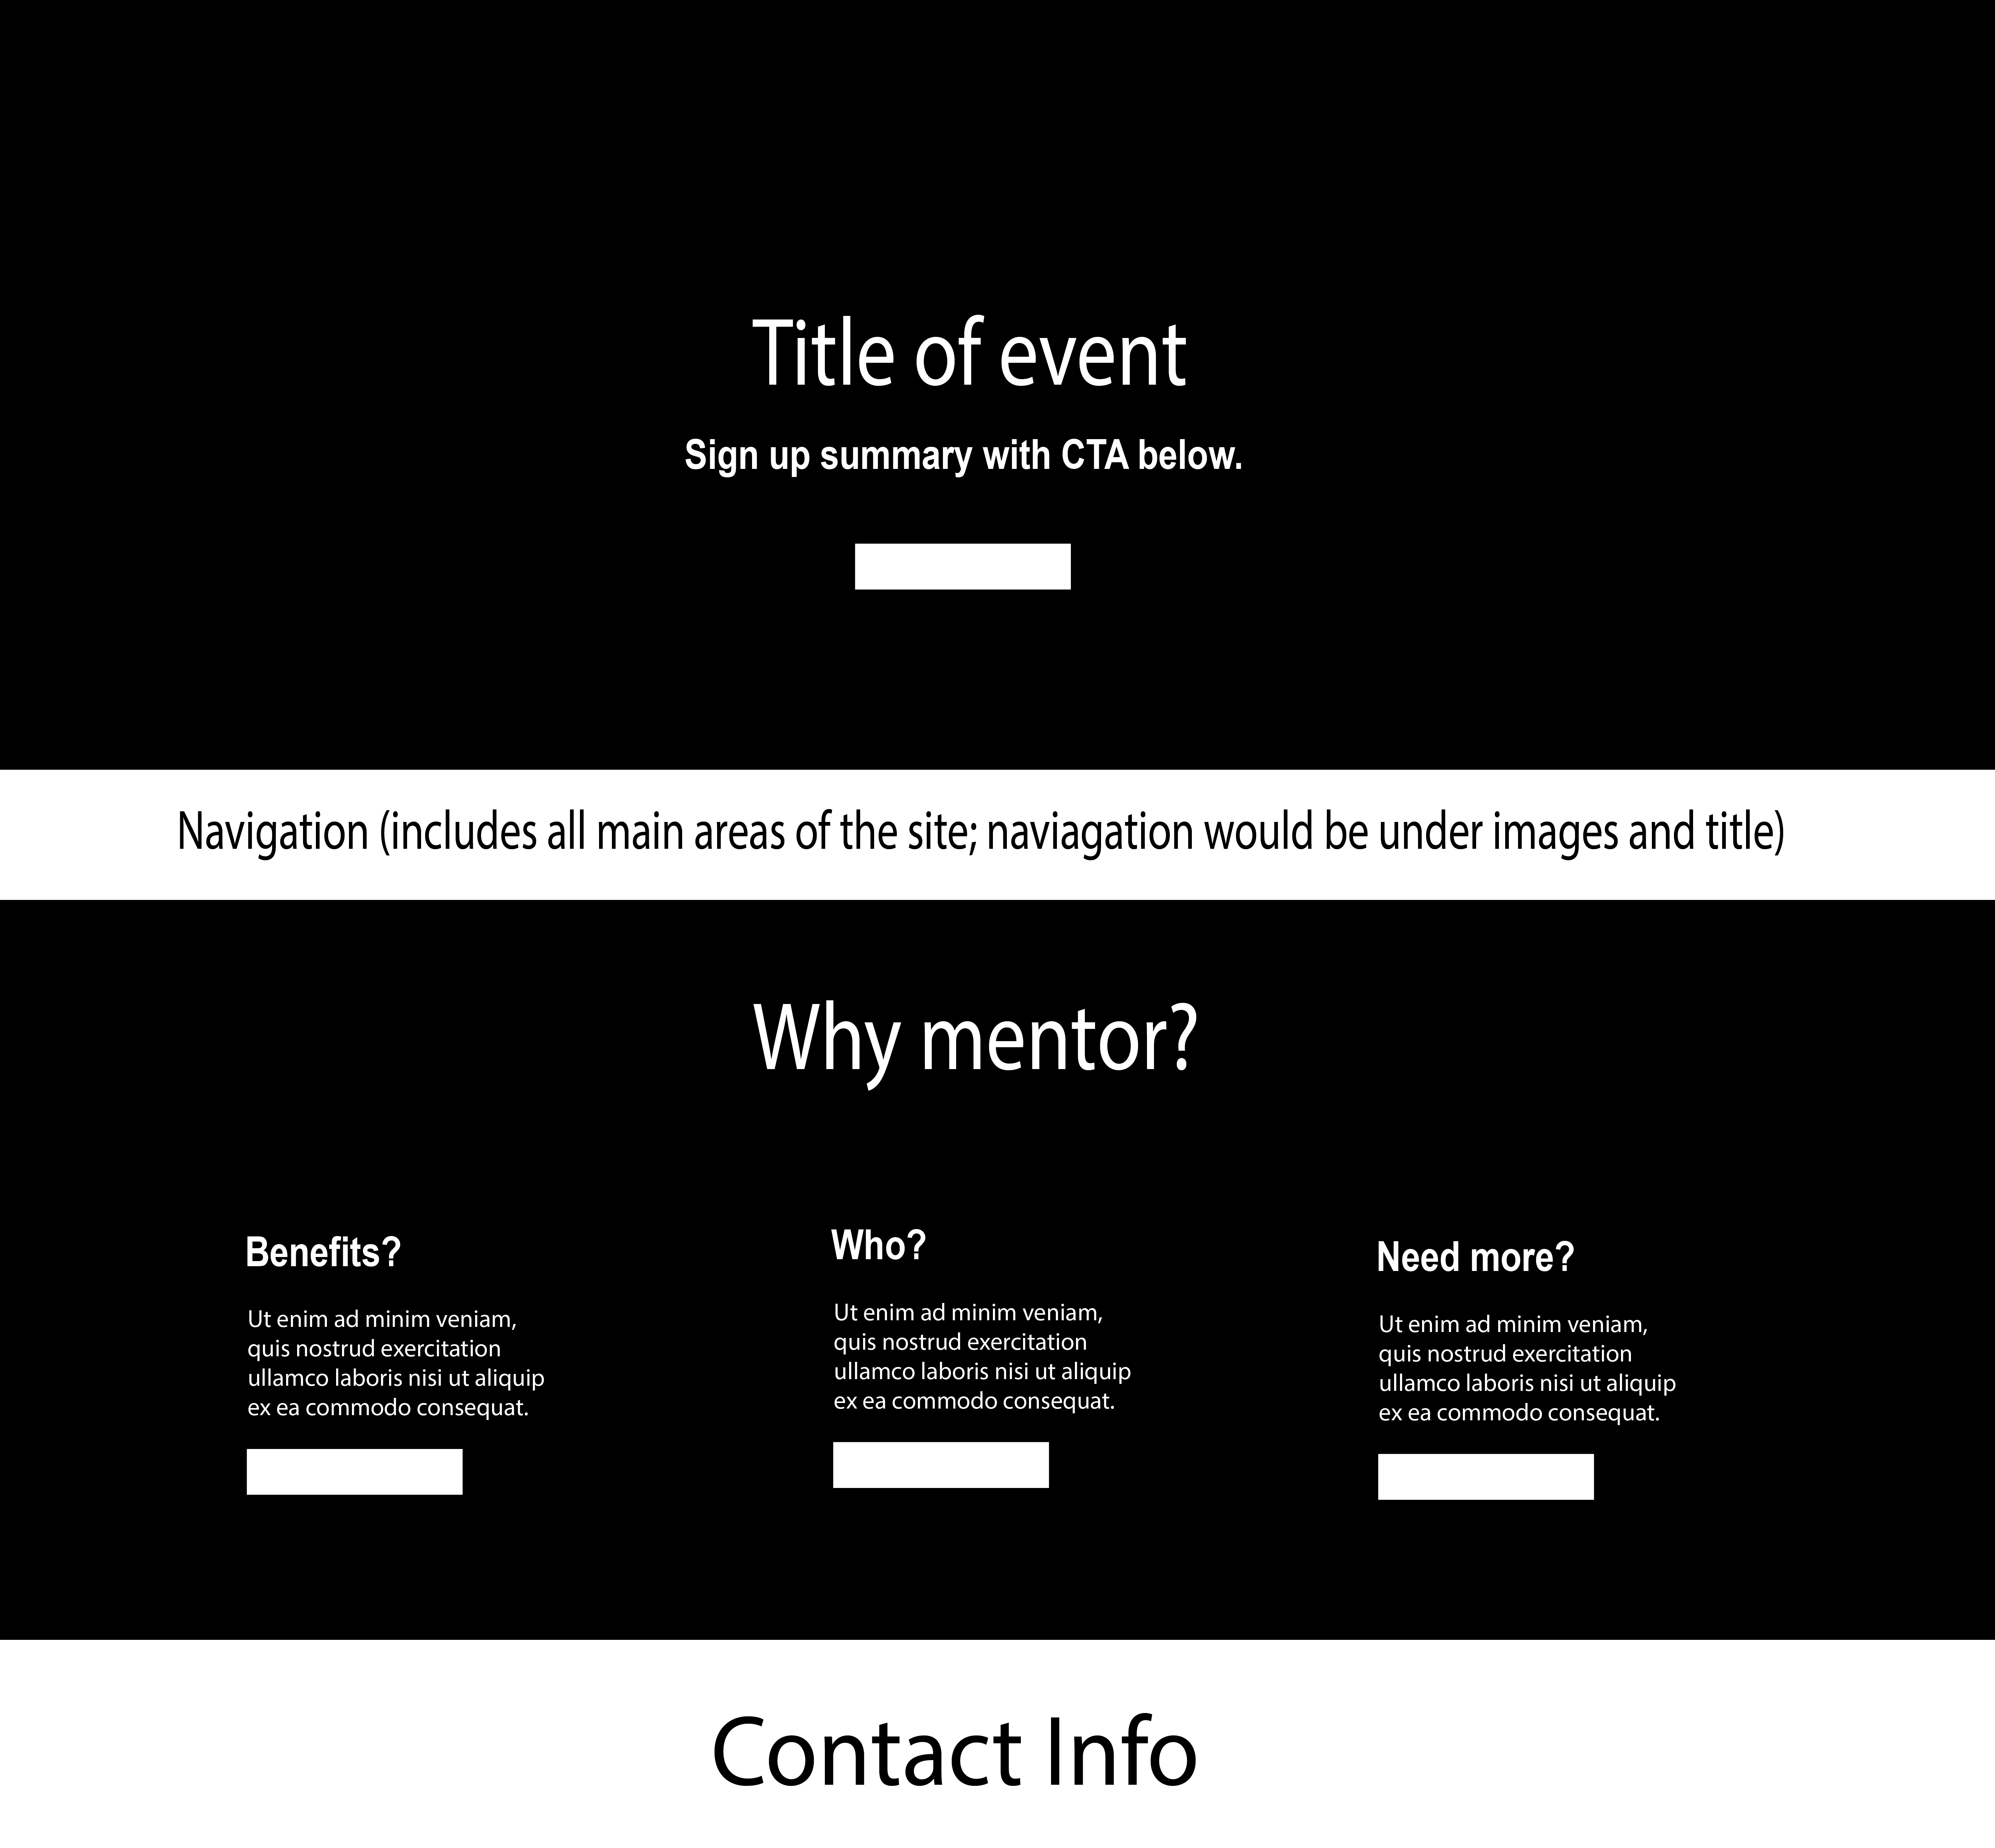 Title of event
Sign up summary with CTA below.
Navigation (includes all main areas of the site; naviagation would be under images and title)
Why mentor?
Benefits?
Ut enim ad minim veniam,
quis nostrud exercitation
ullamco laboris nisi ut aliquip
ex ea commodo consequat.
Who?
Ut enim ad minim veniam,
quis nostrud exercitation
ullamco laboris nisi ut aliquip
ex ea commodo consequat.
Need more?
Ut enim ad minim veniam,
quis nostrud exercitation
ullamco laboris nisi ut aliquip
ex ea commodo consequat.
Contact Info